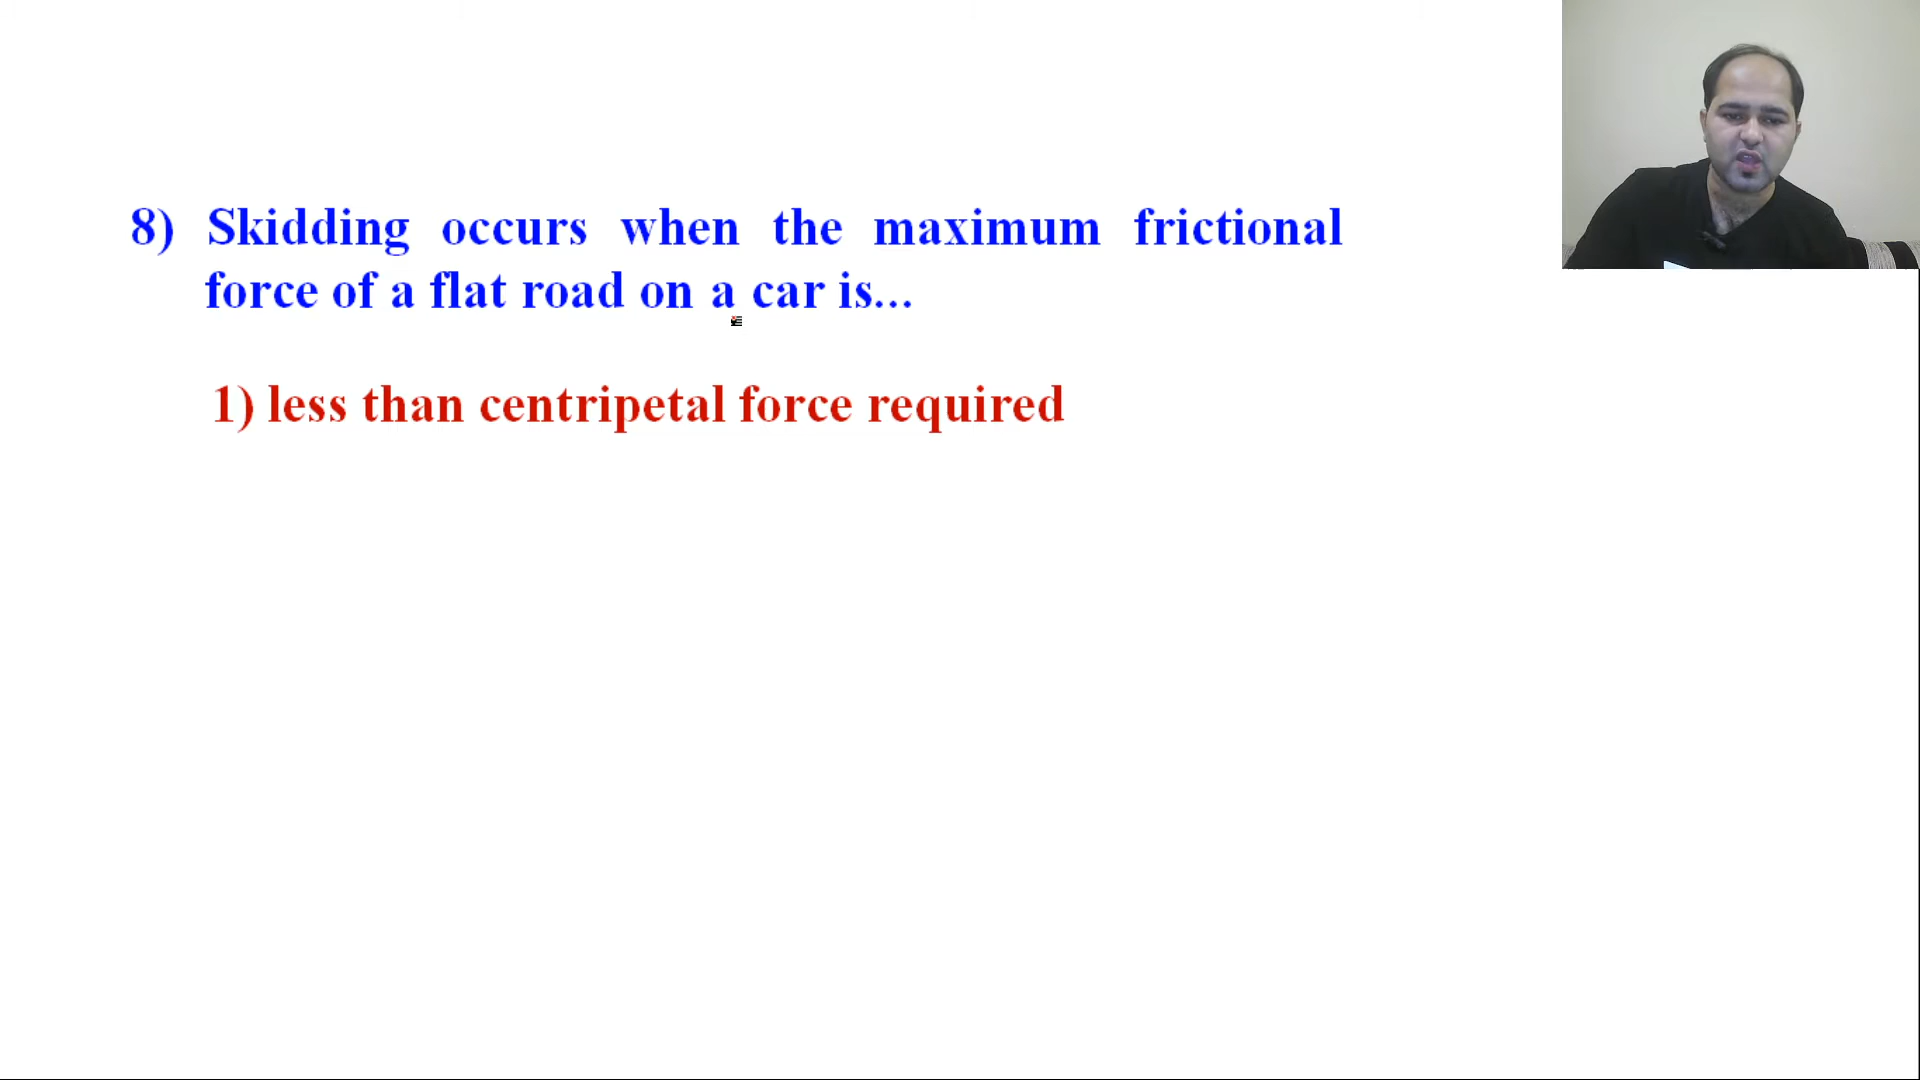 8) Skidding occurs when the maximum frictional
force of a flat road on a car is...
1) less than centripetal force required